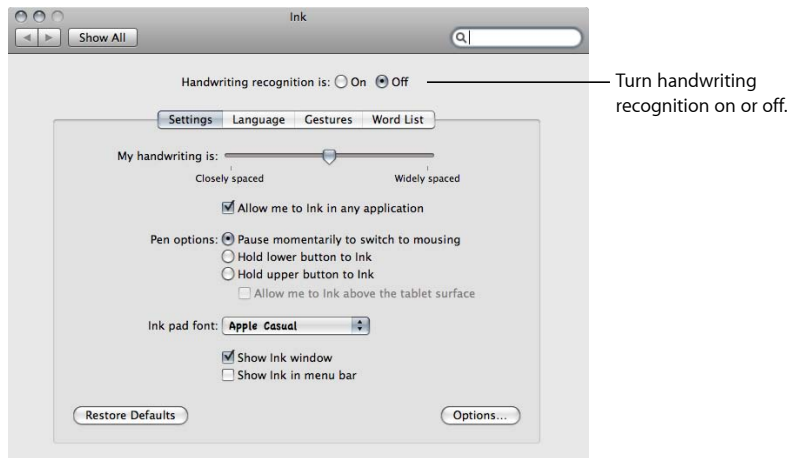 Ink
Show All
Handwriting recognition is: On Off
Turn handwriting
recognition on or off.
Settings Language Gestures Word List
My handwriting is:
Closely spaced Widely spaced
Allow me to Ink in any application
Pen options: Pause momentarily to switch to mousing
Hold lower button to Ink
Hold upper button to Ink
Allow me to Ink above the tablet surface
Ink pad font: Apple Casual
Show Ink window
Show Ink in menu bar
Restore Defaults Options...